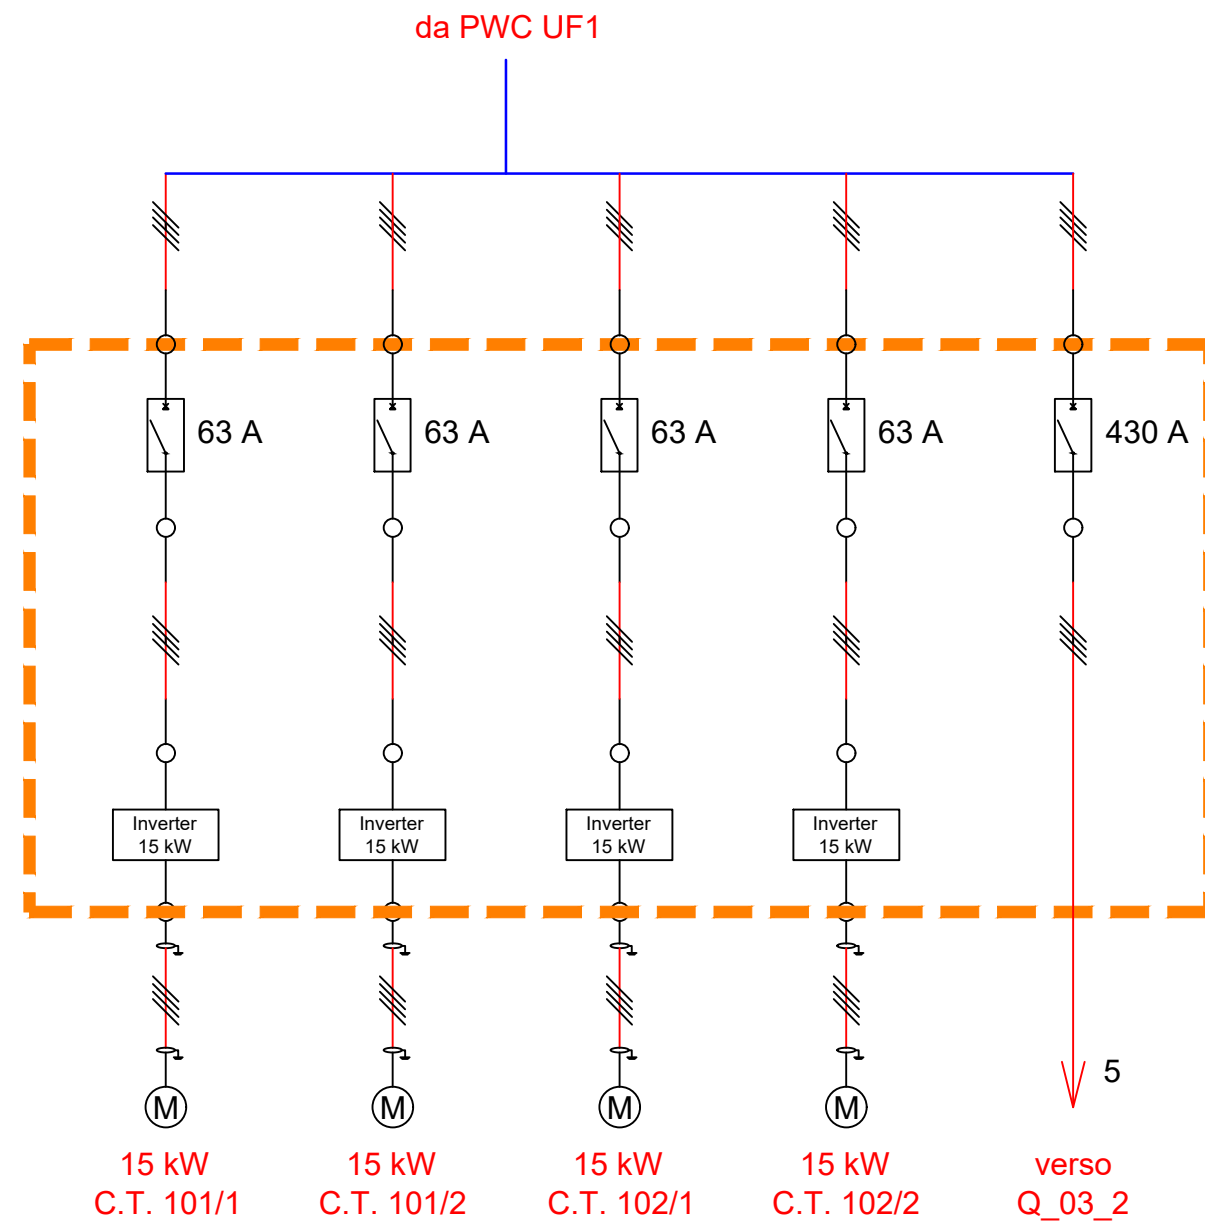 da PWC UF1
63 A
63 A
63 A
63 A
430 A
Inverter
15 kW
Inverter
15 kW
Inverter
15 kW
Inverter
15 kW
5
M
M
M
M
15 kW
C.T. 101/1
15 kW
C.T. 101/2
15 kW
C.T. 102/1
15 kW
C.T. 102/2
verso
Q_03_2